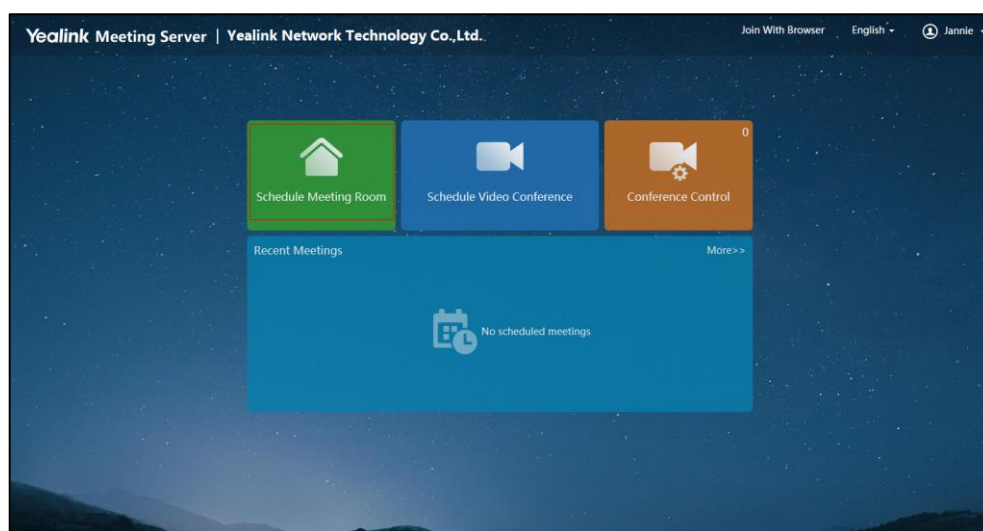 Yealink Meeting Server | Yealink Network Technology Co.,Ltd. Join With Browser English Jannie
0
Schedule Meeting Room Schedule Video Conference Conference Control
Recent Meetings More>>
No scheduled meetings